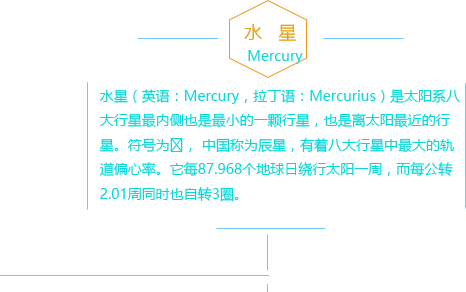 水 星
Mercury
水星（英语：Mercury，拉丁语：Mercurius）是太阳系八
大行星最内侧也是最小的一颗行星，也是离太阳最近的行
星。符号为， 中国称为辰星，有着八大行星中最大的轨
道偏心率。它每87.968个地球日绕行太阳一周，而每公转
2.01周同时也自转3圈。